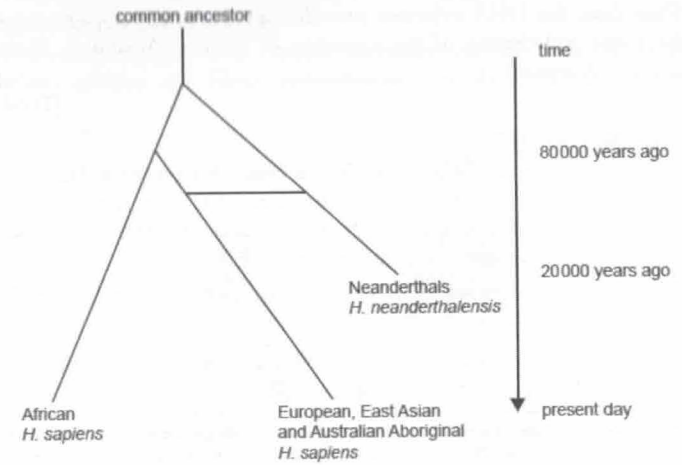 common ancestor
time
80000 years ago
20000 years ago
Neanderthals
H. neanderthalensis
African
H. sapiens
European, East Asian
and Australian Aboriginal
H. sapiens
present day